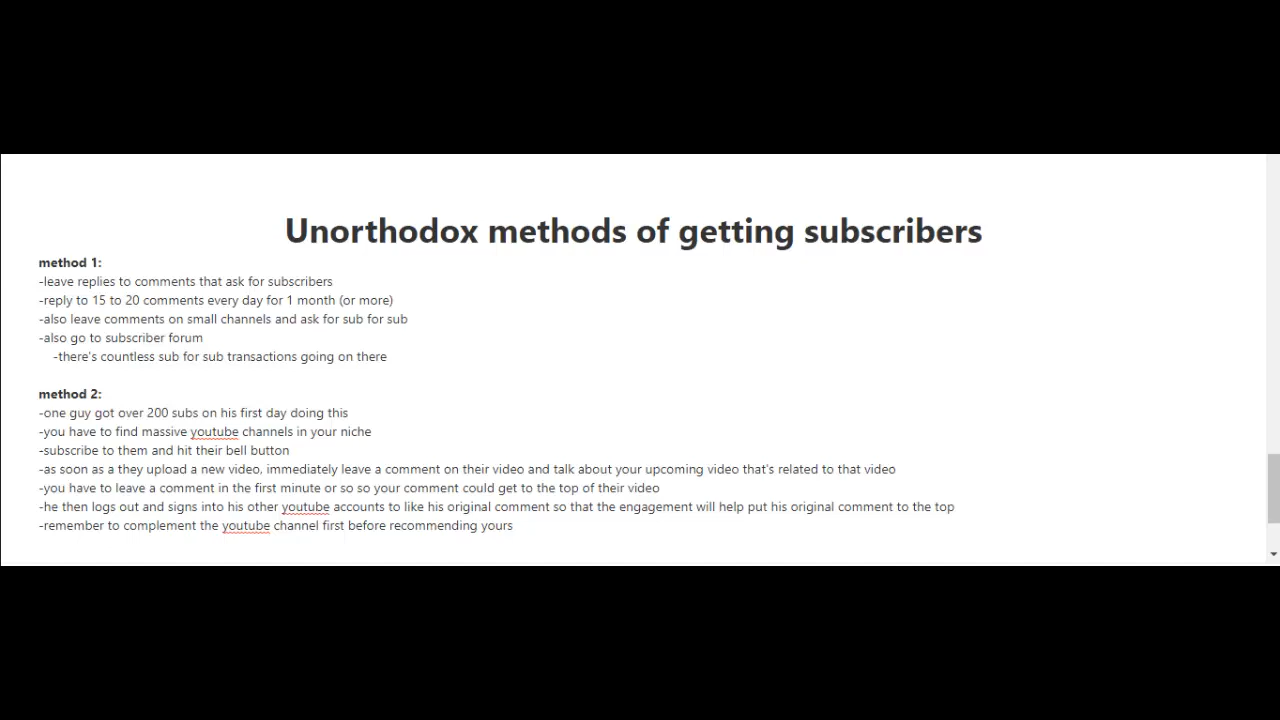 Unorthodox methods of getting subscribers
method 1:
-leave replies to comments that ask for subscribers
-reply to 15 to 20 comments every day for 1 month (or more)
-also leave comments on small channels and ask for sub for sub
-also go to subscriber forum
-there's countless sub for sub transactions going on there
method 2:
-one guy got over 200 subs on his first day doing this
-you have to find massive youtube channels in your niche
-subscribe to them and hit their bell button
-as soon as a they upload a new video, immediately leave a comment on their video and talk about your upcoming video that's related to that video
-you have to leave a comment in the first minute or so so your comment could get to the top of their video
-he then logs out and signs into his other youtube accounts to like his original comment so that the engagement will help put his original comment to the top
-remember to complement the youtube channel first before recommending yours